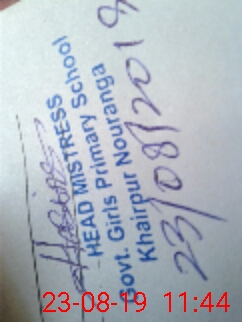 HEAD MISTRESS
Govt. Girls Primary School
Khairpur Nouranga
23/08/2019
23-08-19 11:44